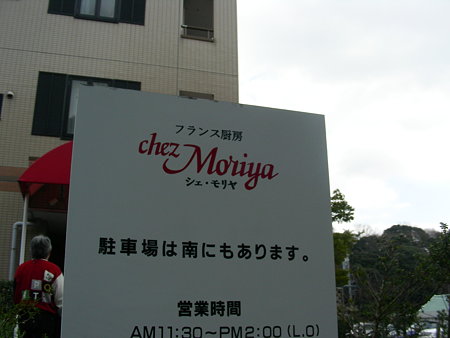 フランス厨房
chez Moriya
シェ・モリヤ
駐車場は南にもあります。
営業時間
AM11:30～PM2:00(L.O)